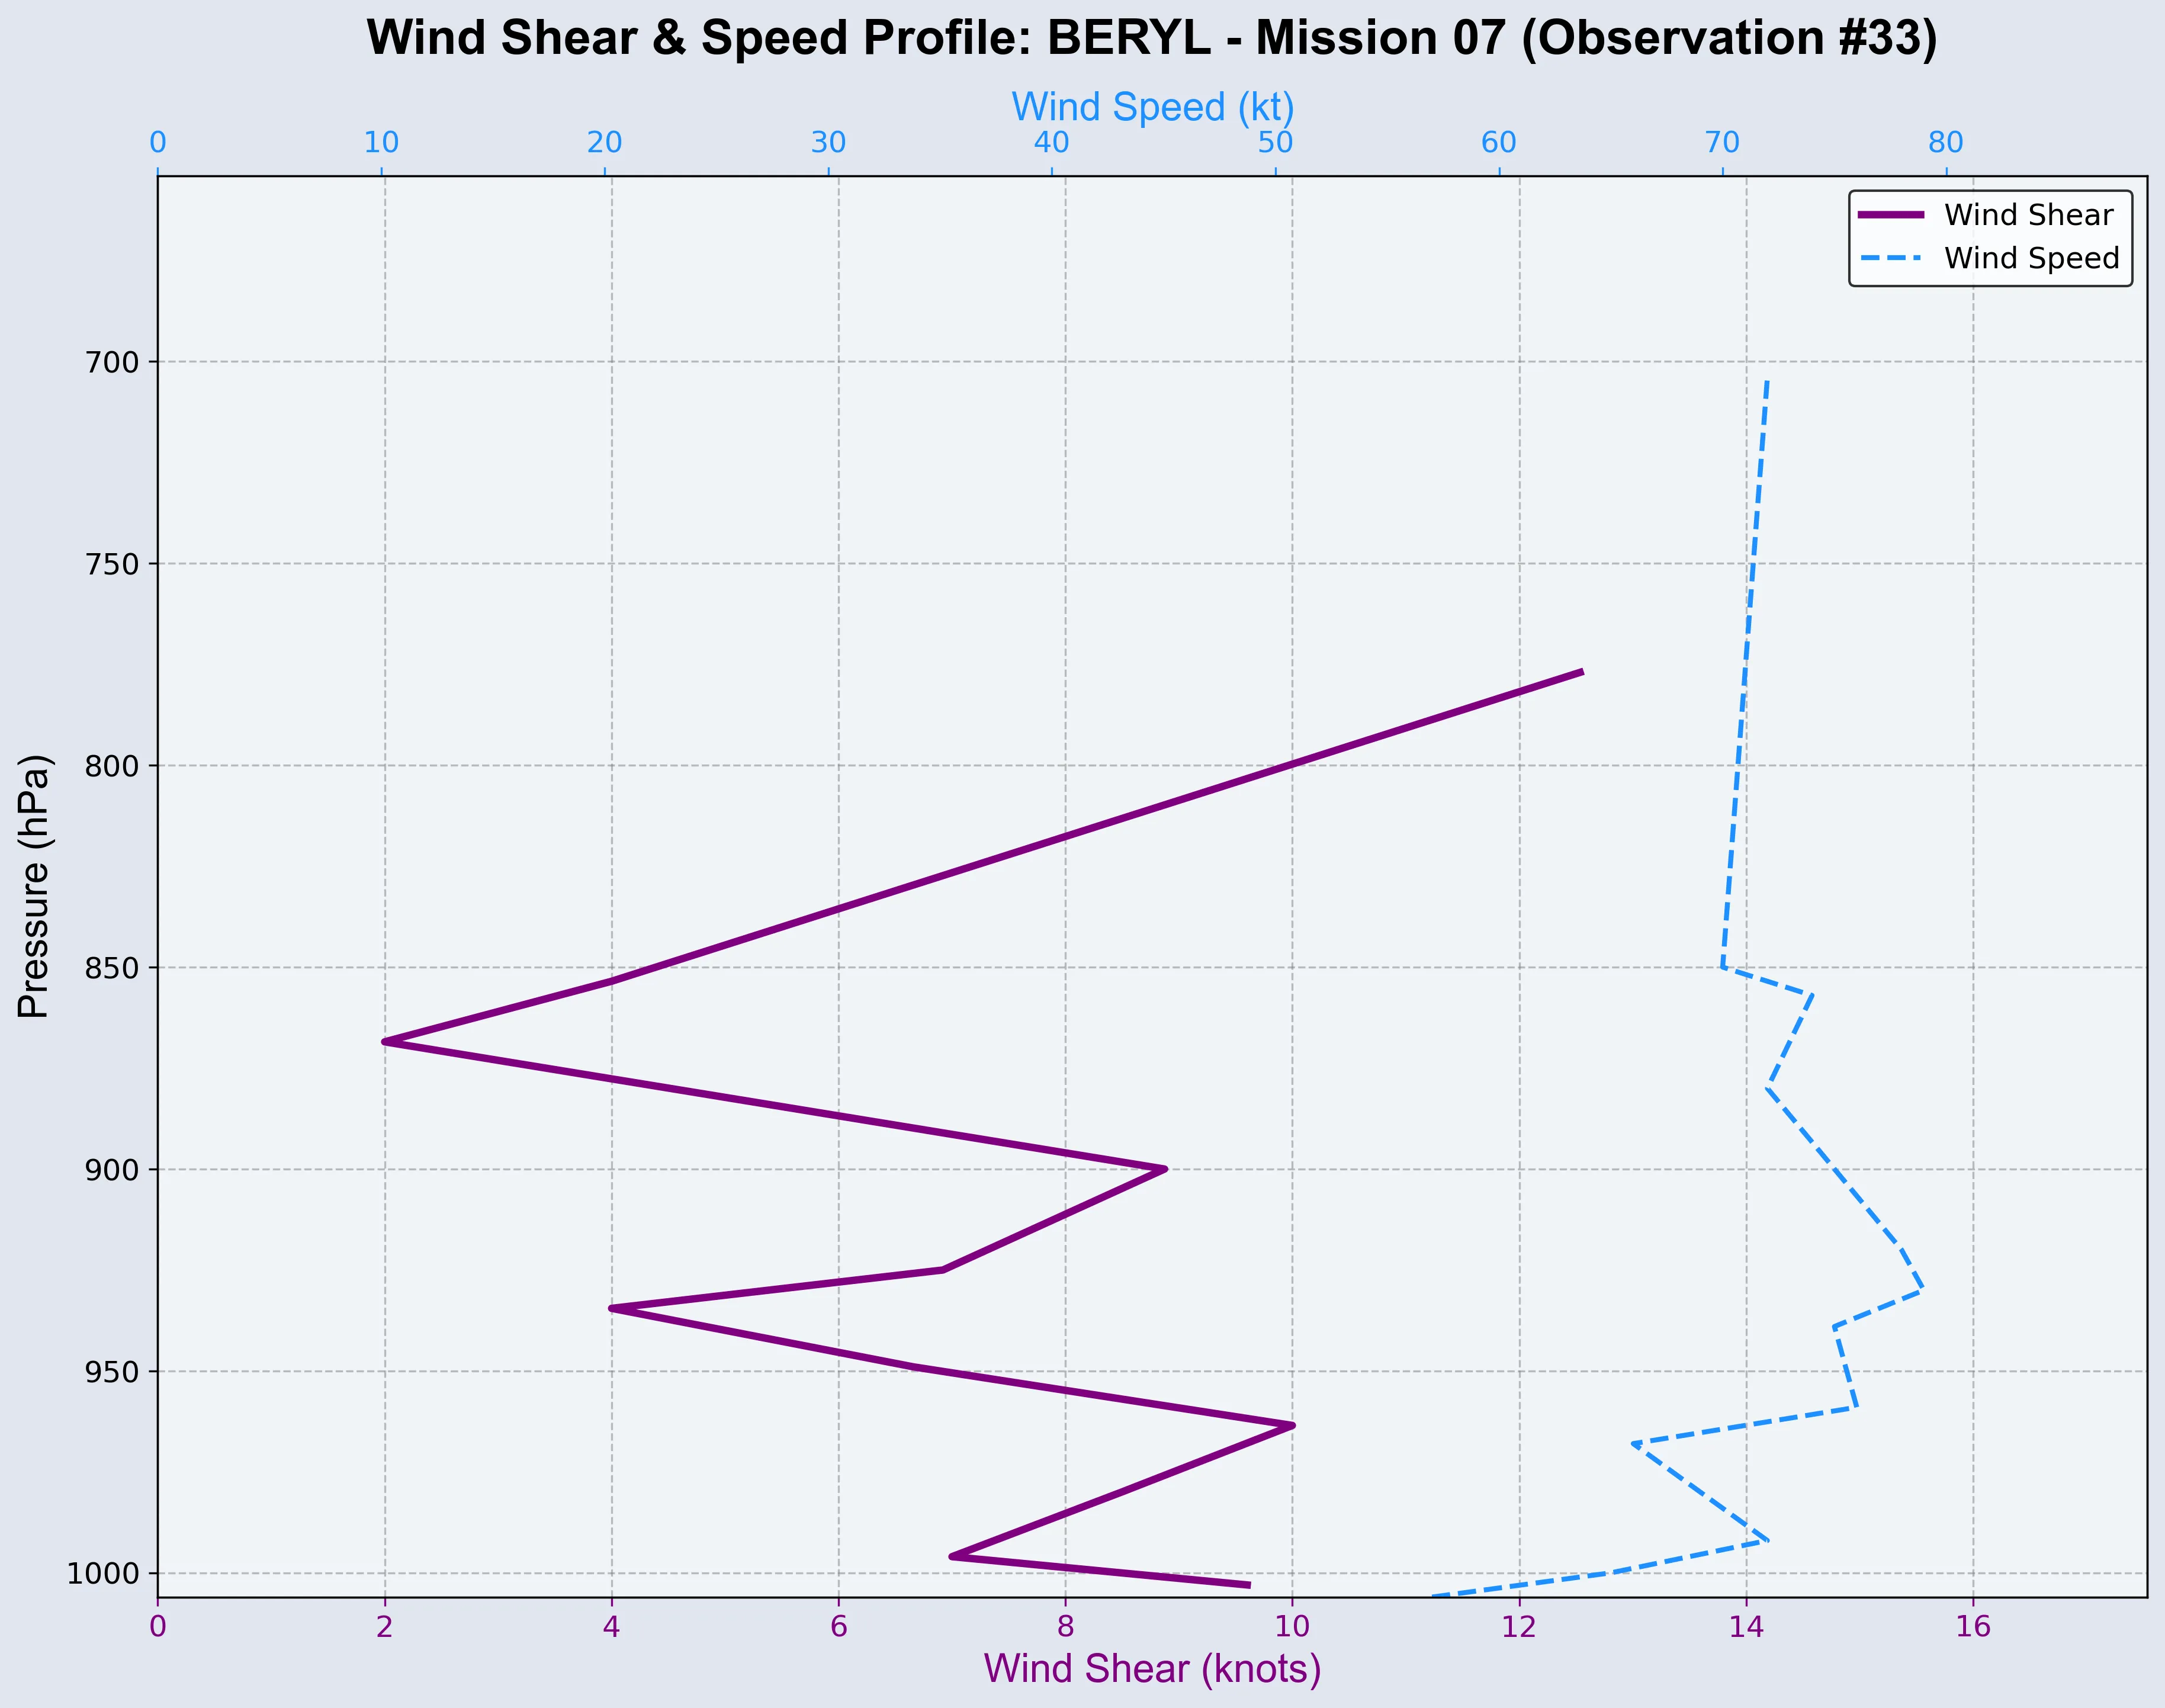 Wind Shear & Speed Profile: BERYL - Mission 07 (Observation #33)
Wind Speed (kt)
0 10 20 30 40 50 60 70 80
Wind Shear
Wind Speed
Pressure (hPa)
700
750
800
850
900
950
1000
0 2 4 6 8 10 12 14 16
Wind Shear (knots)